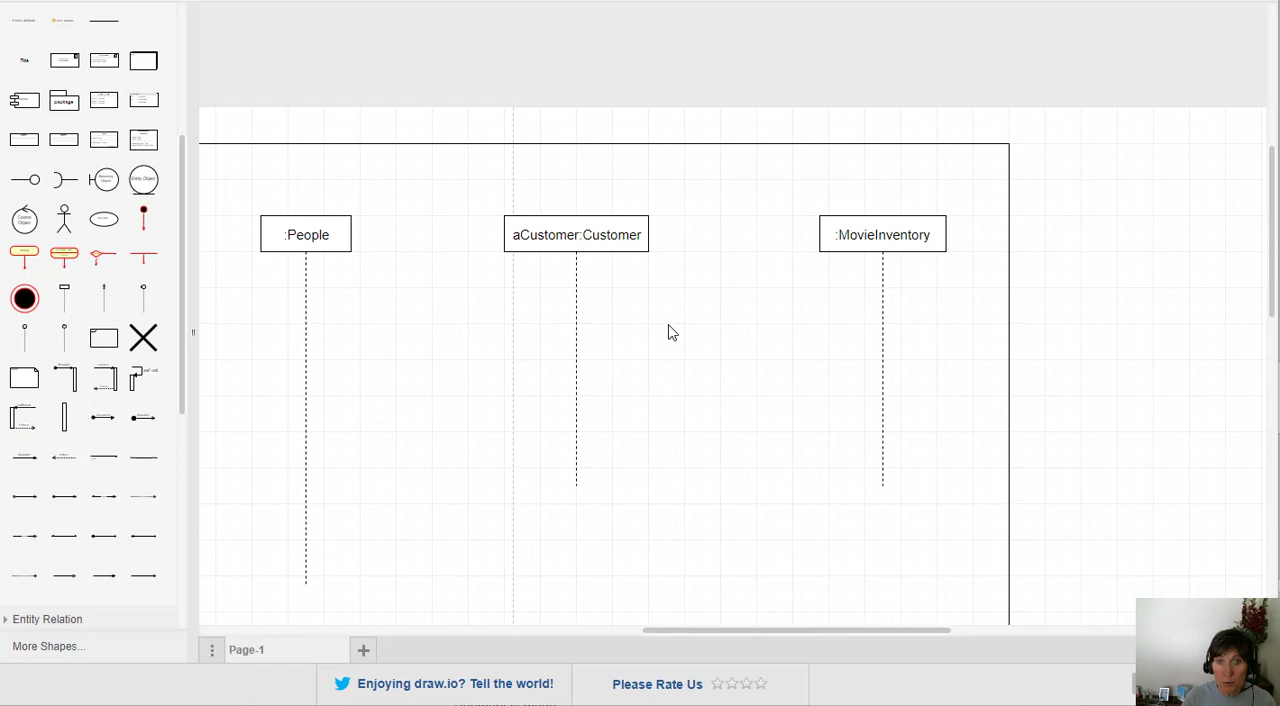 Title
package
:People
aCustomer:Customer
:MovieInventory
Entity Relation
More Shapes...
Page-1
Enjoying draw.io? Tell the world!
Please Rate Us